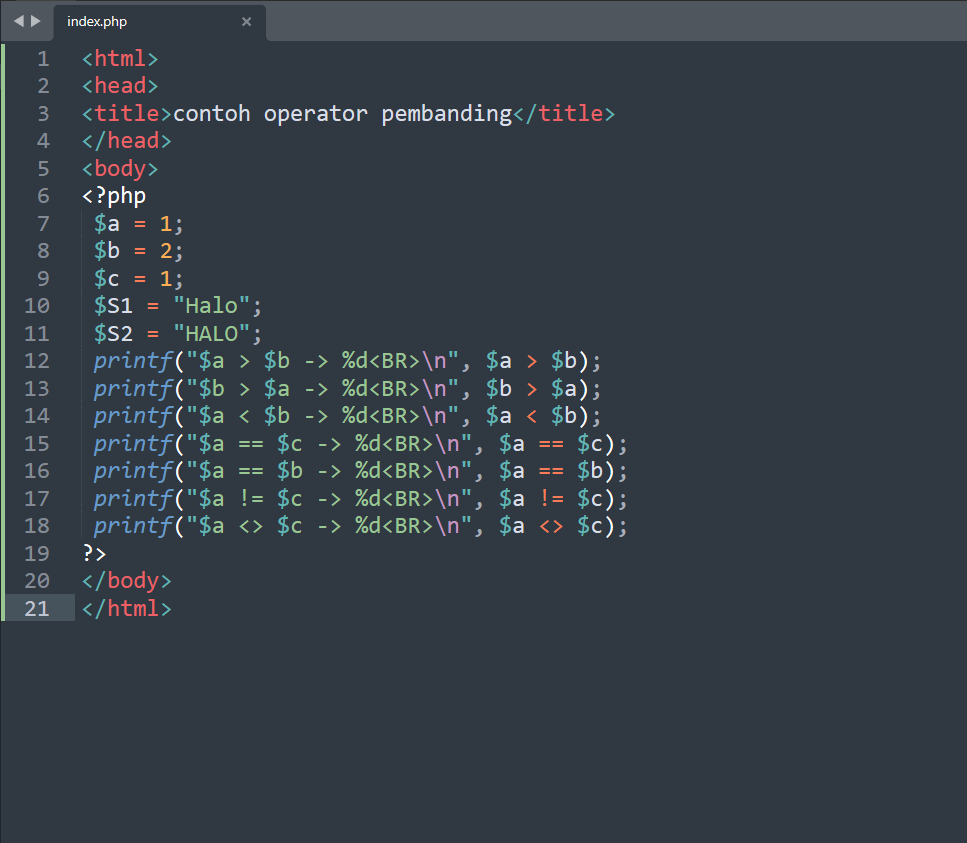 index.php
1 <html>
2 <head>
3 <title>contoh operator pembanding</title>
4 </head>
5 <body>
6 <?php
7 $a = 1;
8 $b = 2;
9 $c = 1;
10 $S1 = "Halo";
11 $S2 = "HALO";
12 printf("$a > $b -> %d<BR>\n", $a > $b);
13 printf("$b > $a -> %d<BR>\n", $b > $a);
14 printf("$a < $b -> %d<BR>\n", $a < $b);
15 printf("$a == $c -> %d<BR>\n", $a == $c);
16 printf("$a == $b -> %d<BR>\n", $a == $b);
17 printf("$a != $c -> %d<BR>\n", $a != $c);
18 printf("$a <> $c -> %d<BR>\n", $a <> $c);
19 ?>
20 </body>
21 </html>